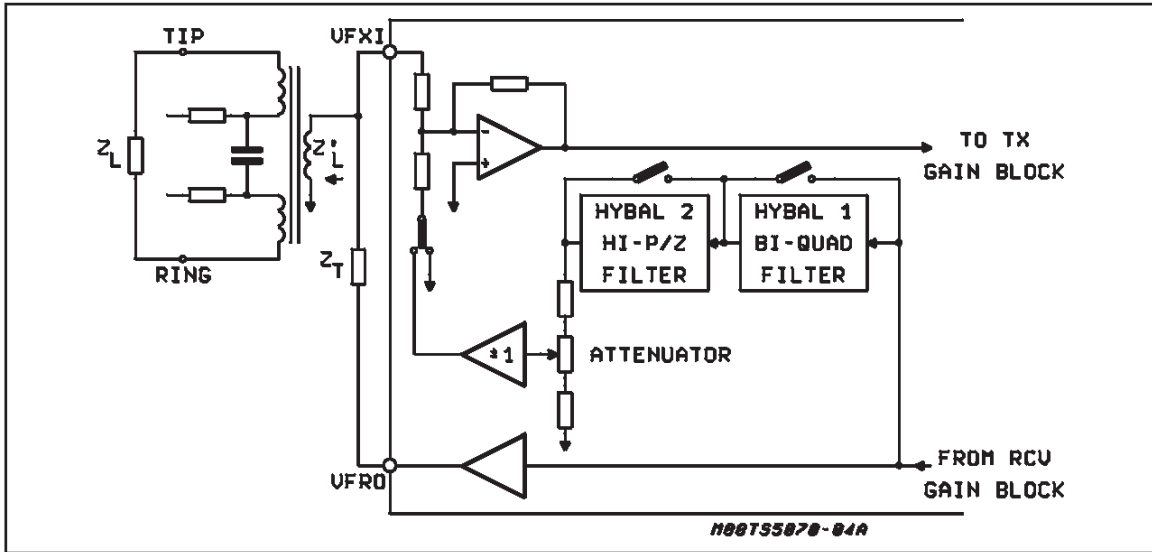 TIP
VFXI
ZL
Z'L
TO TX
GAIN BLOCK
-
+
HYBAL 2
HI-P/Z
FILTER
HYBAL 1
BI-QUAD
FILTER
RING
ZT
±1
ATTENUATOR
VFRO
FROM RCV
GAIN BLOCK
M88TS5070-04A